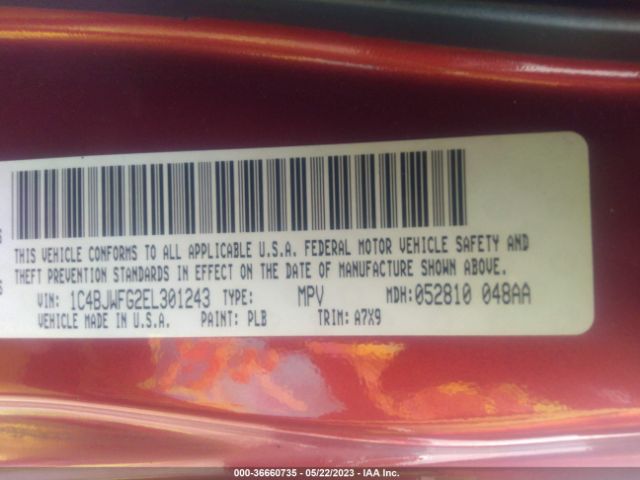 THIS VEHICLE CONFORMS TO ALL APPLICABLE U.S.A. FEDERAL MOTOR VEHICLE SAFETY AND
THEFT PREVENTION STANDARDS IN EFFECT ON THE DATE OF MANUFACTURE SHOWN ABOVE.
VIN: 1C4BJWFG2EL301243 TYPE: MPV MDH: 052810 048AA
VEHICLE MADE IN U.S.A. PAINT: PLB TRIM: A7X9
000-36660735 - 05/22/2023 - IAA Inc.